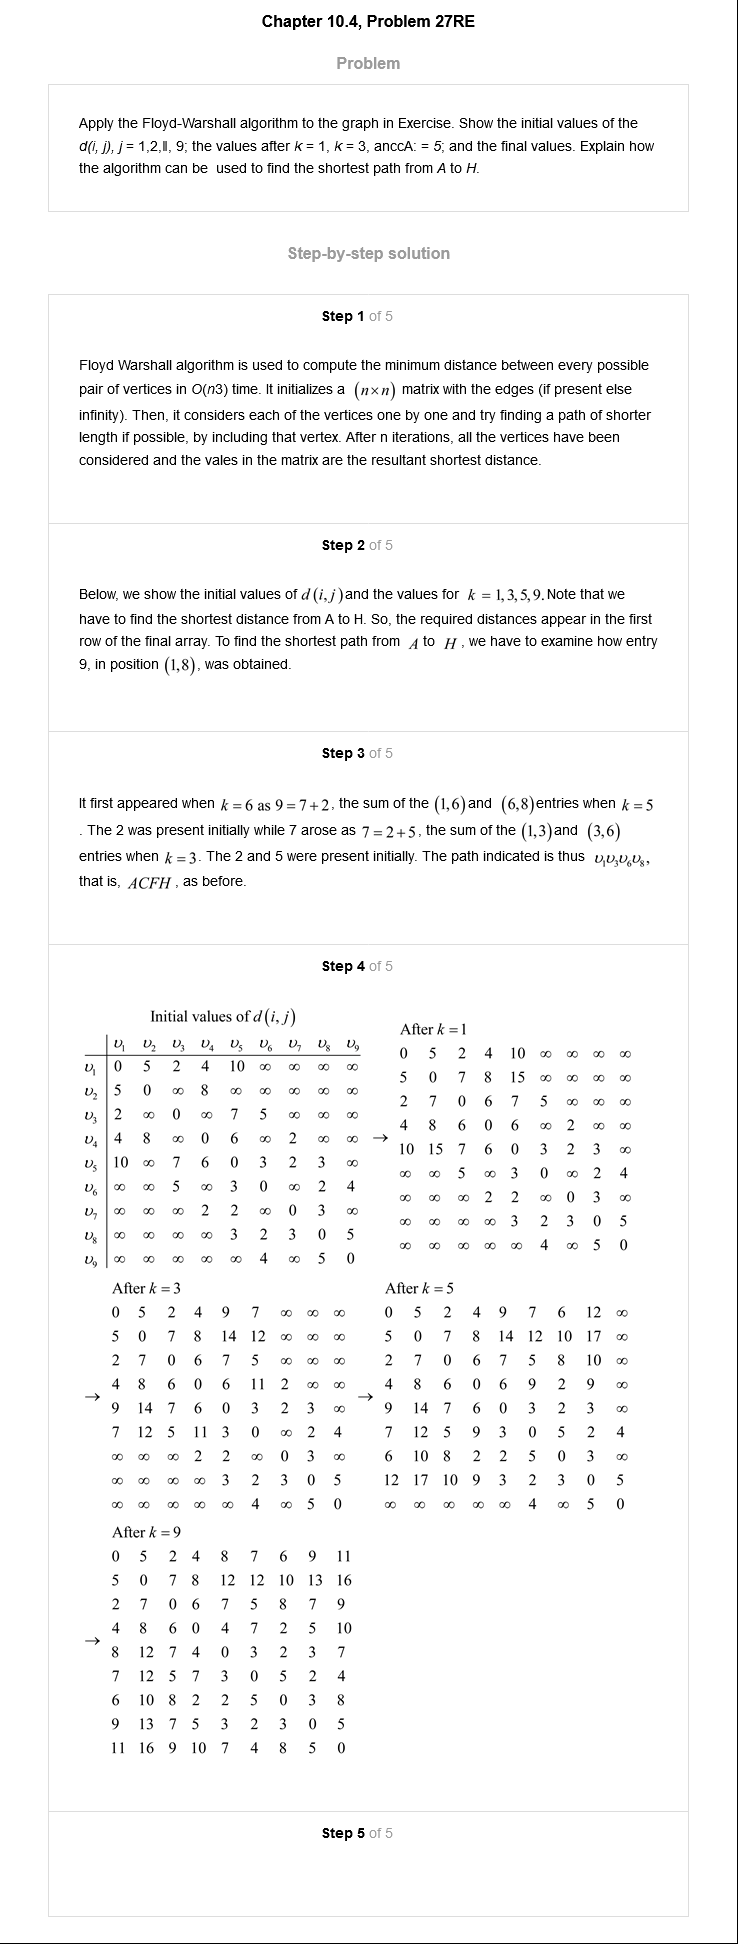 Chapter 10.4, Problem 27RE
Problem
Apply the Floyd-Warshall algorithm to the graph in Exercise. Show the initial values of the
d(i, j), j = 1,2,ǁ, 9; the values after K = 1, K = 3, anccA: = 5; and the final values. Explain how
the algorithm can be used to find the shortest path from A to H.
Step-by-step solution
Step 1 of 5
Floyd Warshall algorithm is used to compute the minimum distance between every possible
pair of vertices in O(n3) time. It initializes a (n×n) matrix with the edges (if present else
infinity). Then, it considers each of the vertices one by one and try finding a path of shorter
length if possible, by including that vertex. After n iterations, all the vertices have been
considered and the vales in the matrix are the resultant shortest distance.
Step 2 of 5
Below, we show the initial values of d(i,j)and the values for k = 1,3,5,9.Note that we
have to find the shortest distance from A to H. So, the required distances appear in the first
row of the final array. To find the shortest path from A to H , we have to examine how entry
9, in position (1,8), was obtained.
Step 3 of 5
It first appeared when k = 6 as 9 = 7+2, the sum of the (1,6)and (6,8)entries when k = 5
. The 2 was present initially while 7 arose as 7 = 2+5, the sum of the (1,3)and (3,6)
entries when k = 3. The 2 and 5 were present initially. The path indicated is thus υ₁υ₃υ₆υ₈,
that is, ACFH , as before.
Step 4 of 5
Initial values of d(i,j)
υ₁ υ₂ υ₃ υ₄ υ₅ υ₆ υ₇ υ₈ υ₉
υ₁ 0 5 2 4 10 ∞ ∞ ∞ ∞
υ₂ 5 0 ∞ 8 ∞ ∞ ∞ ∞ ∞
υ₃ 2 ∞ 0 ∞ 7 5 ∞ ∞ ∞
υ₄ 4 8 ∞ 0 6 ∞ 2 ∞ ∞
υ₅ 10 ∞ 7 6 0 3 2 3 ∞
υ₆ ∞ ∞ 5 ∞ 3 0 ∞ 2 4
υ₇ ∞ ∞ ∞ 2 2 ∞ 0 3 ∞
υ₈ ∞ ∞ ∞ ∞ 3 2 3 0 5
υ₉ ∞ ∞ ∞ ∞ ∞ 4 ∞ 5 0
→
After k = 1
0 5 2 4 10 ∞ ∞ ∞ ∞
5 0 7 8 15 ∞ ∞ ∞ ∞
2 7 0 6 7 5 ∞ ∞ ∞
4 8 6 0 6 ∞ 2 ∞ ∞
10 15 7 6 0 3 2 3 ∞
∞ ∞ 5 ∞ 3 0 ∞ 2 4
∞ ∞ ∞ 2 2 ∞ 0 3 ∞
∞ ∞ ∞ ∞ 3 2 3 0 5
∞ ∞ ∞ ∞ ∞ 4 ∞ 5 0
→
After k = 3
0 5 2 4 9 7 ∞ ∞ ∞
5 0 7 8 14 12 ∞ ∞ ∞
2 7 0 6 7 5 ∞ ∞ ∞
4 8 6 0 6 11 2 ∞ ∞
9 14 7 6 0 3 2 3 ∞
7 12 5 11 3 0 ∞ 2 4
∞ ∞ ∞ 2 2 ∞ 0 3 ∞
∞ ∞ ∞ ∞ 3 2 3 0 5
∞ ∞ ∞ ∞ ∞ 4 ∞ 5 0
→
After k = 5
0 5 2 4 9 7 6 12 ∞
5 0 7 8 14 12 10 17 ∞
2 7 0 6 7 5 8 10 ∞
4 8 6 0 6 9 2 9 ∞
9 14 7 6 0 3 2 3 ∞
7 12 5 9 3 0 5 2 4
6 10 8 2 2 5 0 3 ∞
12 17 10 9 3 2 3 0 5
∞ ∞ ∞ ∞ ∞ 4 ∞ 5 0
→
After k = 9
0 5 2 4 8 7 6 9 11
5 0 7 8 12 12 10 13 16
2 7 0 6 7 5 8 7 9
4 8 6 0 4 7 2 5 10
8 12 7 4 0 3 2 3 7
7 12 5 7 3 0 5 2 4
6 10 8 2 2 5 0 3 8
9 13 7 5 3 2 3 0 5
11 16 9 10 7 4 8 5 0
Step 5 of 5